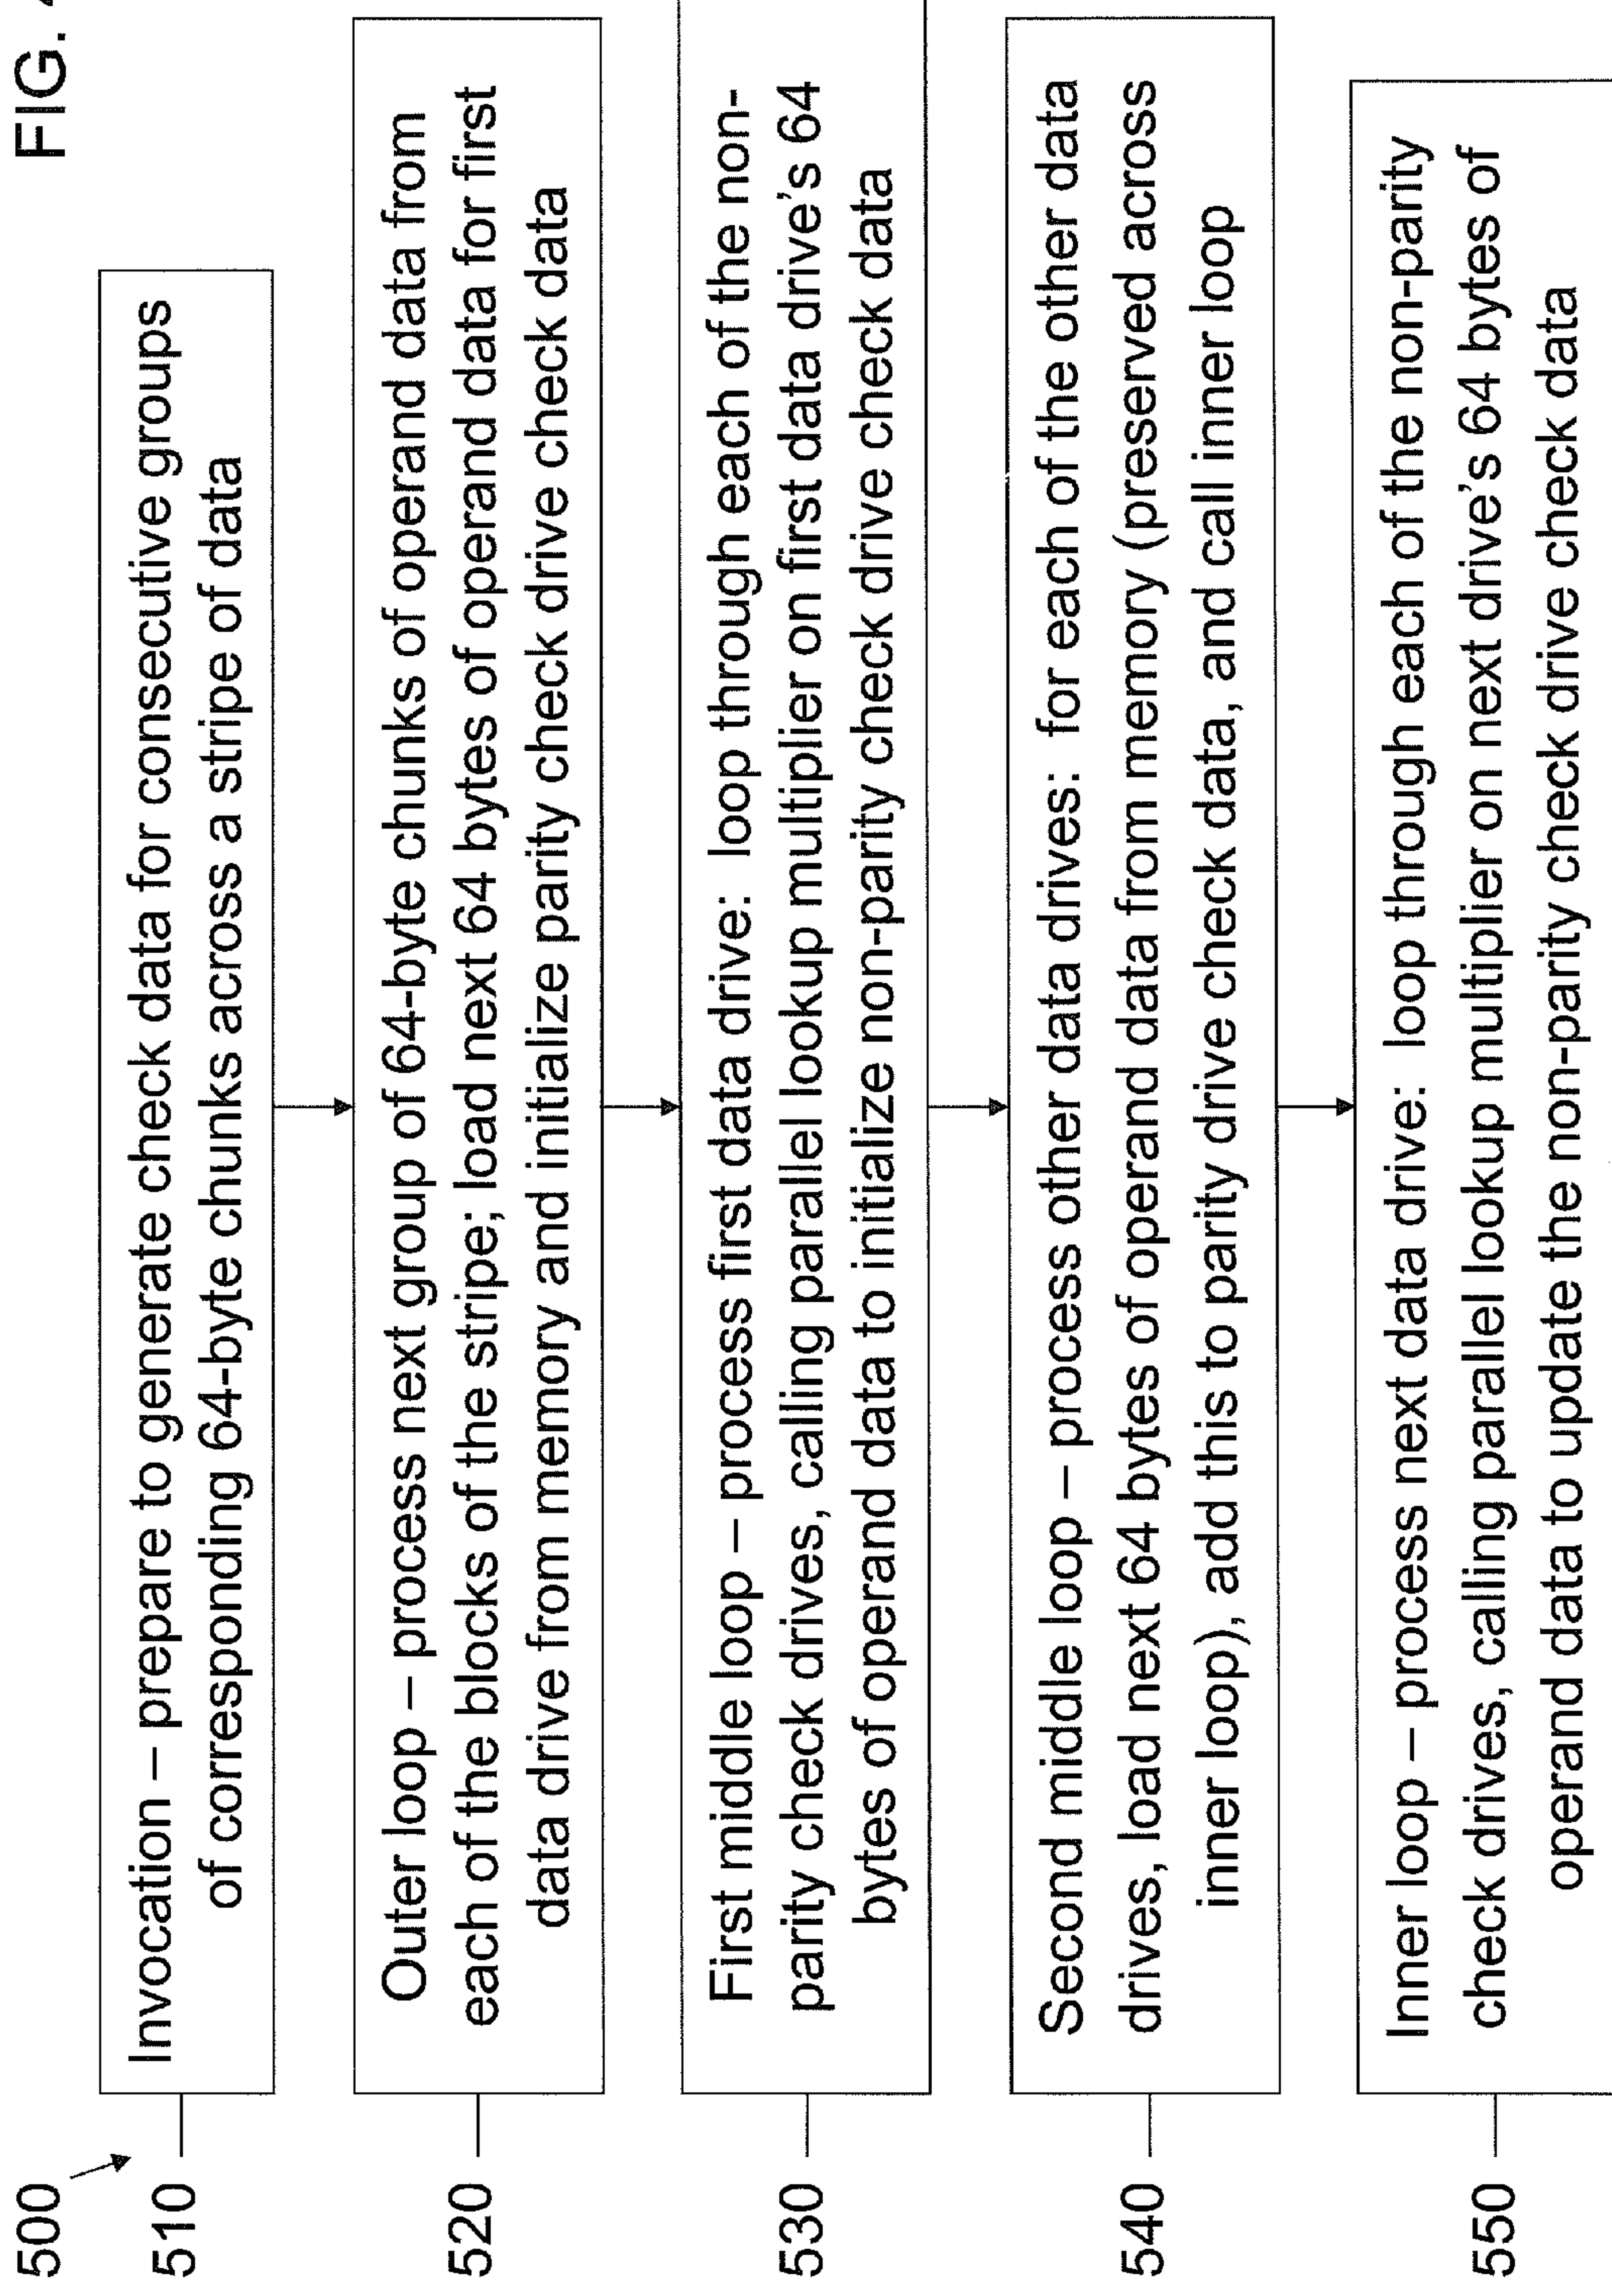 FIG. 4
500
510
Invocation – prepare to generate check data for consecutive groups
of corresponding 64-byte chunks across a stripe of data
520
Outer loop – process next group of 64-byte chunks of operand data from
each of the blocks of the stripe; load next 64 bytes of operand data for first
data drive from memory and initialize parity check drive check data
530
First middle loop – process first data drive: loop through each of the non-
parity check drives, calling parallel lookup multiplier on first data drive's 64
bytes of operand data to initialize non-parity check drive check data
540
Second middle loop – process other data drives: for each of the other data
drives, load next 64 bytes of operand data from memory (preserved across
inner loop), add this to parity drive check data, and call inner loop
550
Inner loop – process next data drive: loop through each of the non-parity
check drives, calling parallel lookup multiplier on next drive's 64 bytes of
operand data to update the non-parity check drive check data